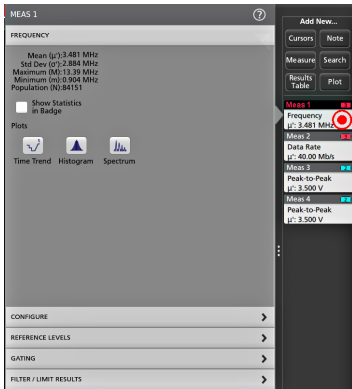 MEAS 1
?
FREQUENCY
Mean (µ'): 3.481 MHz
Std Dev (σ'): 2.884 MHz
Maximum (M): 13.39 MHz
Minimum (m): 0.904 MHz
Population (N): 84151
Show Statistics
in Badge
Plots
Time Trend Histogram Spectrum
CONFIGURE
REFERENCE LEVELS
GATING
FILTER / LIMIT RESULTS
Add New...
Cursors Note
Measure Search
Results
Table Plot
Meas 1
Frequency
µ': 3.481 MHz
Meas 2
Data Rate
µ': 40.00 Mb/s
Meas 3 2
Peak-to-Peak
µ': 3.500 V
Meas 4 2
Peak-to-Peak
µ': 3.500 V